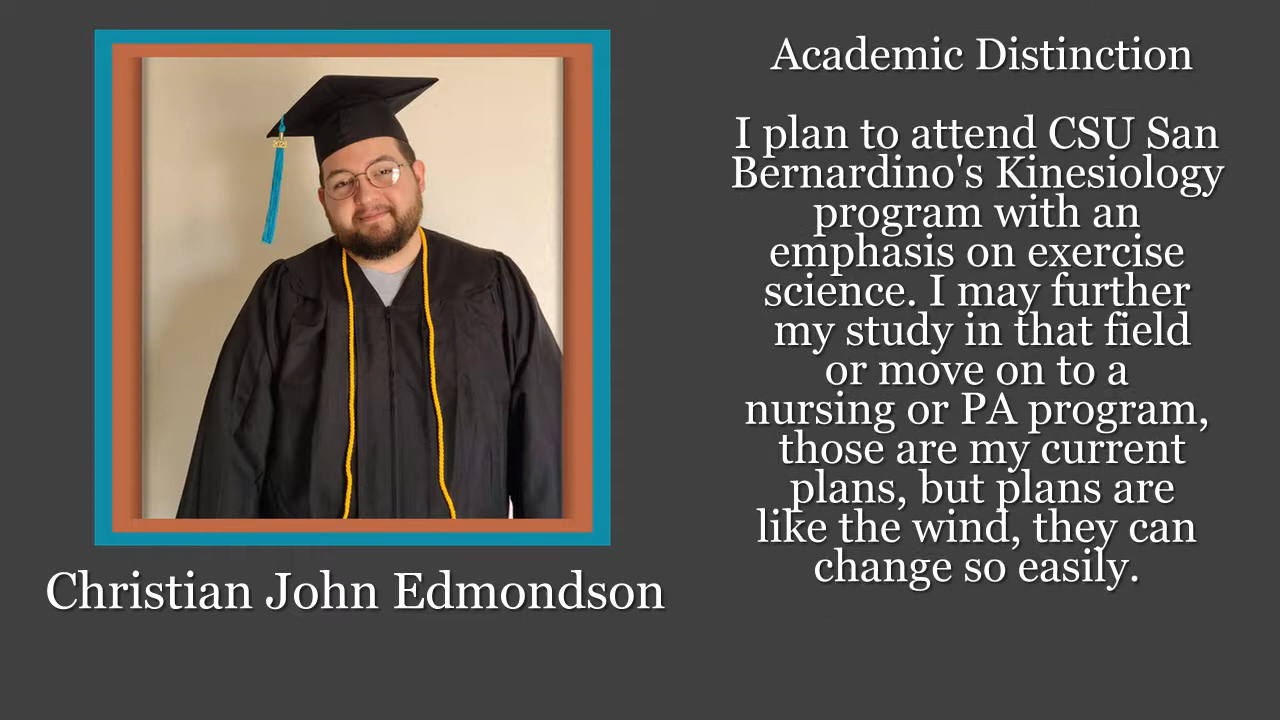 Academic Distinction
I plan to attend CSU San
Bernardino's Kinesiology
program with an
emphasis on exercise
science. I may further
my study in that field
or move on to a
nursing or PA program,
those are my current
plans, but plans are
like the wind, they can
change so easily.
Christian John Edmondson